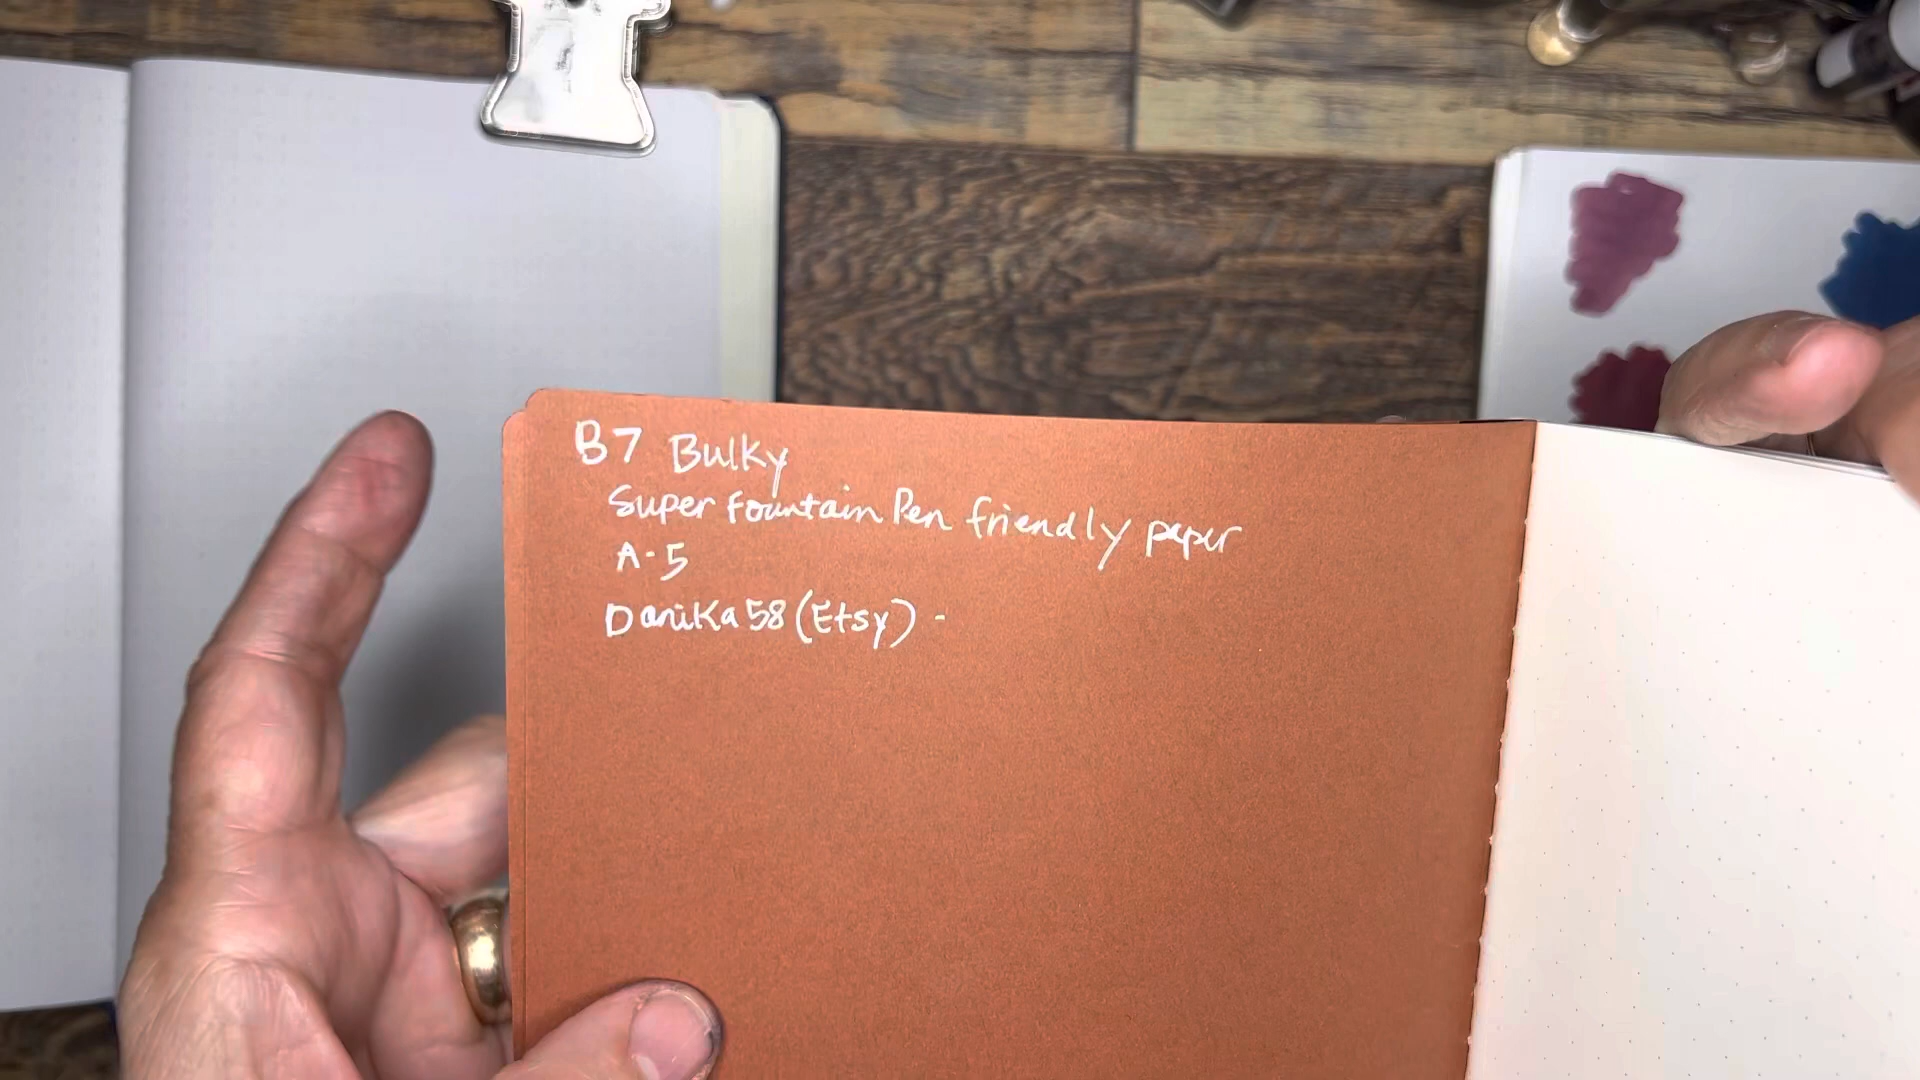 B7 Bulky
Super Fountain Pen friendly paper
A-5
Danika58 (Etsy) -